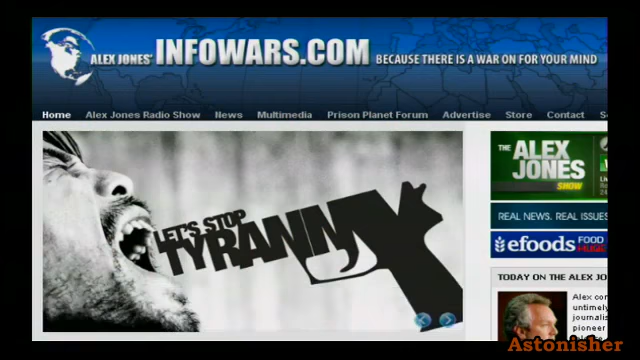 ALEX JONES' INFOWARS.COM BECAUSE THERE IS A WAR ON FOR YOUR MIND
Home Alex Jones Radio Show News Multimedia Prison Planet Forum Advertise Store Contact
LET'S STOP
TYRANNY
THE
ALEX
JONES
SHOW
REAL NEWS. REAL ISSUES
efoods FOOD
TODAY ON THE ALEX JO
Alex con
untimely
journalis
pioneer
Astonisher